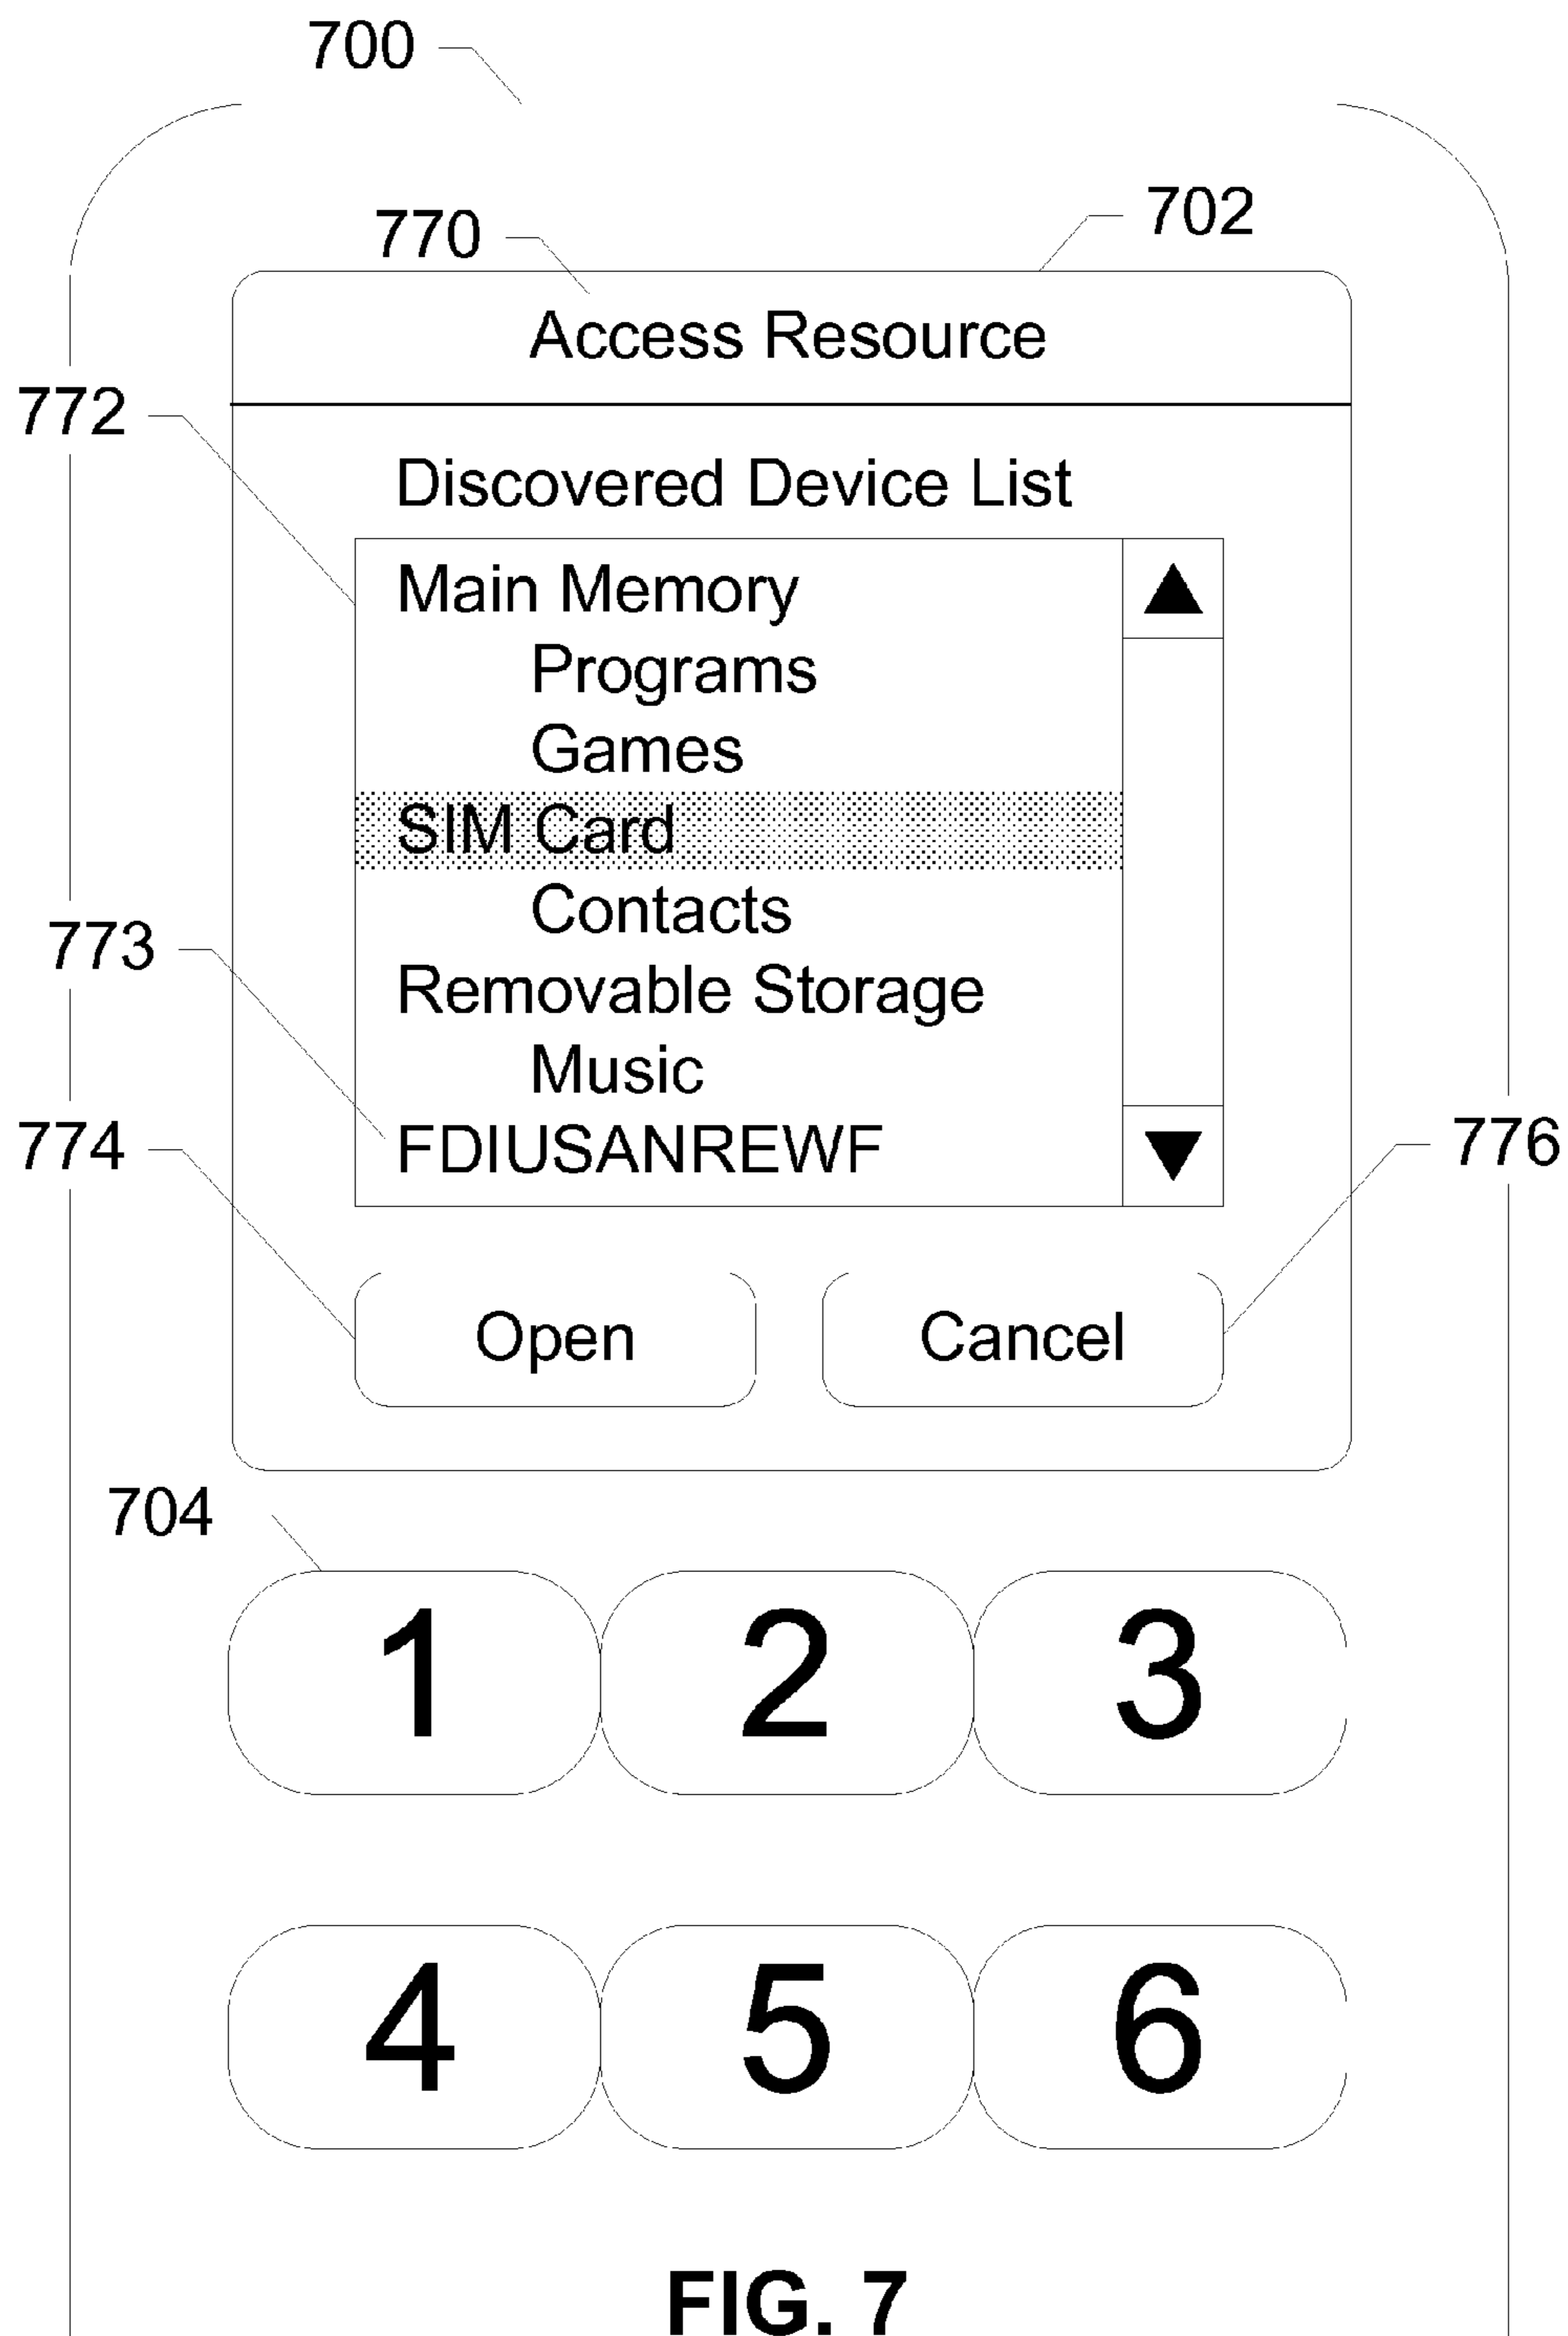 700
770
702
Access Resource
772
Discovered Device List
Main Memory
Programs
Games
SIM Card
Contacts
773
Removable Storage
Music
774
FDIUSANREWF
776
Open
Cancel
704
1 2 3
4 5 6
FIG. 7